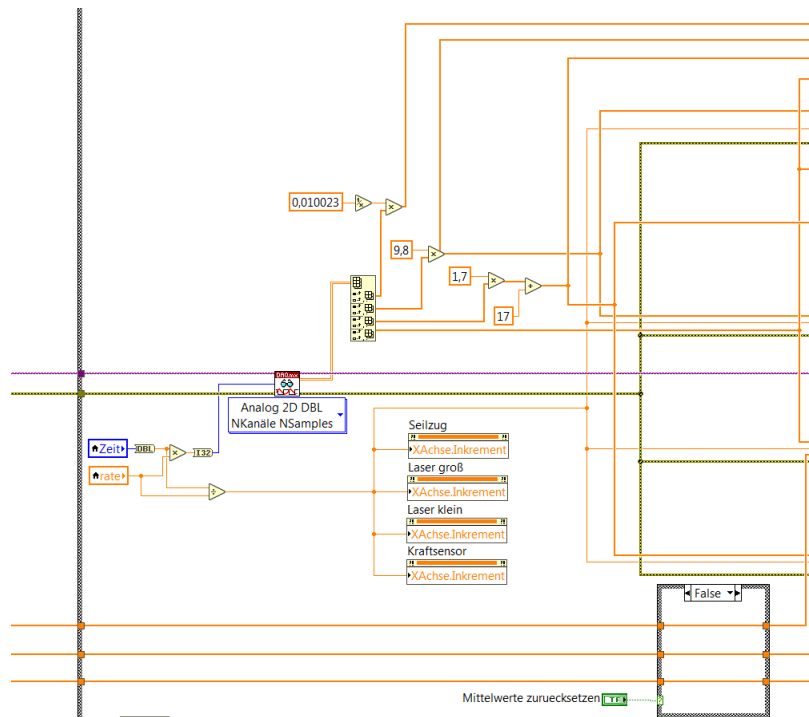 0,010023
9,8
1,7
17
DAQmx
Analog 2D DBL
NKanäle NSamples
Zeit
DBL
I32
rate
Seilzug
XAchse.Inkrement
Laser groß
XAchse.Inkrement
Laser klein
XAchse.Inkrement
Kraftsensor
XAchse.Inkrement
False
Mittelwerte zuruecksetzen
TF